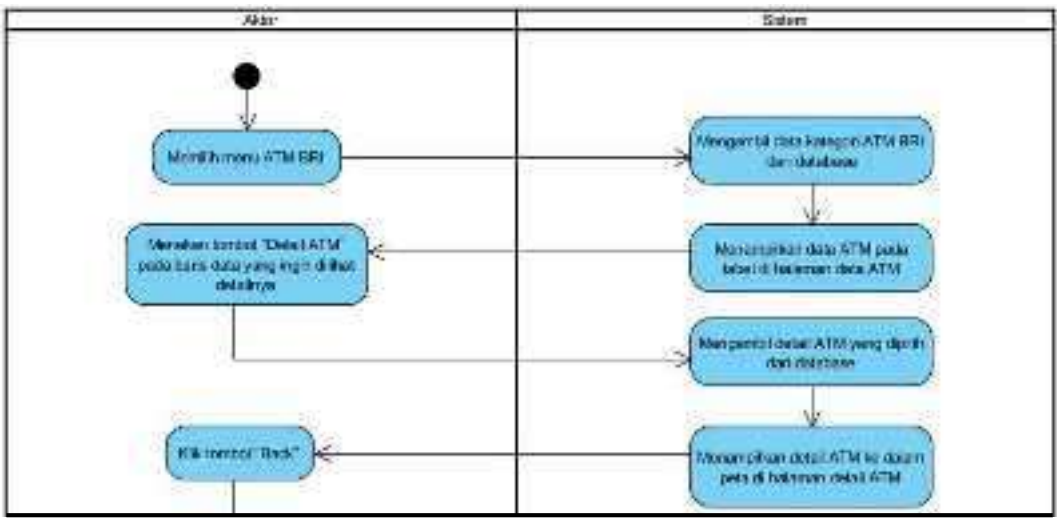 Aktor
Sistem
Memilih menu ATM BRI
Mengambil data kategori ATM BRI
dari database
Menekan tombol "Detail ATM"
pada baris data yang ingin dilihat
detailnya
Menampilkan data ATM pada
tabel di halaman data ATM
Mengambil detail ATM yang dipilih
dari database
Klik tombol "Back"
Menampilkan detail ATM ke dalam
peta di halaman detail ATM